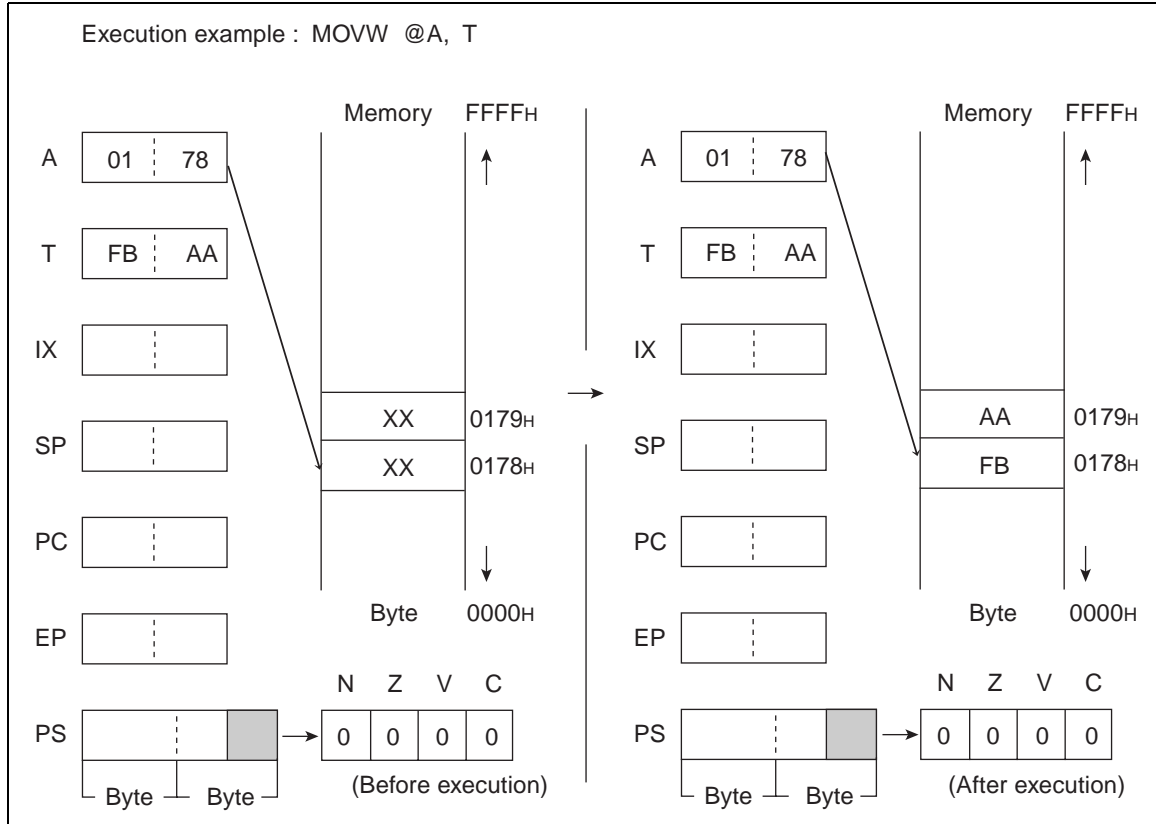 Execution example : MOVW @A, T
Memory FFFFH
A 01 78
T FB AA
IX
XX 0179H
SP
XX 0178H
PC
Byte 0000H
EP
N Z V C
PS 0 0 0 0
(Before execution)
Byte Byte
Memory FFFFH
A 01 78
T FB AA
IX
AA 0179H
SP
FB 0178H
PC
Byte 0000H
EP
N Z V C
PS 0 0 0 0
(After execution)
Byte Byte